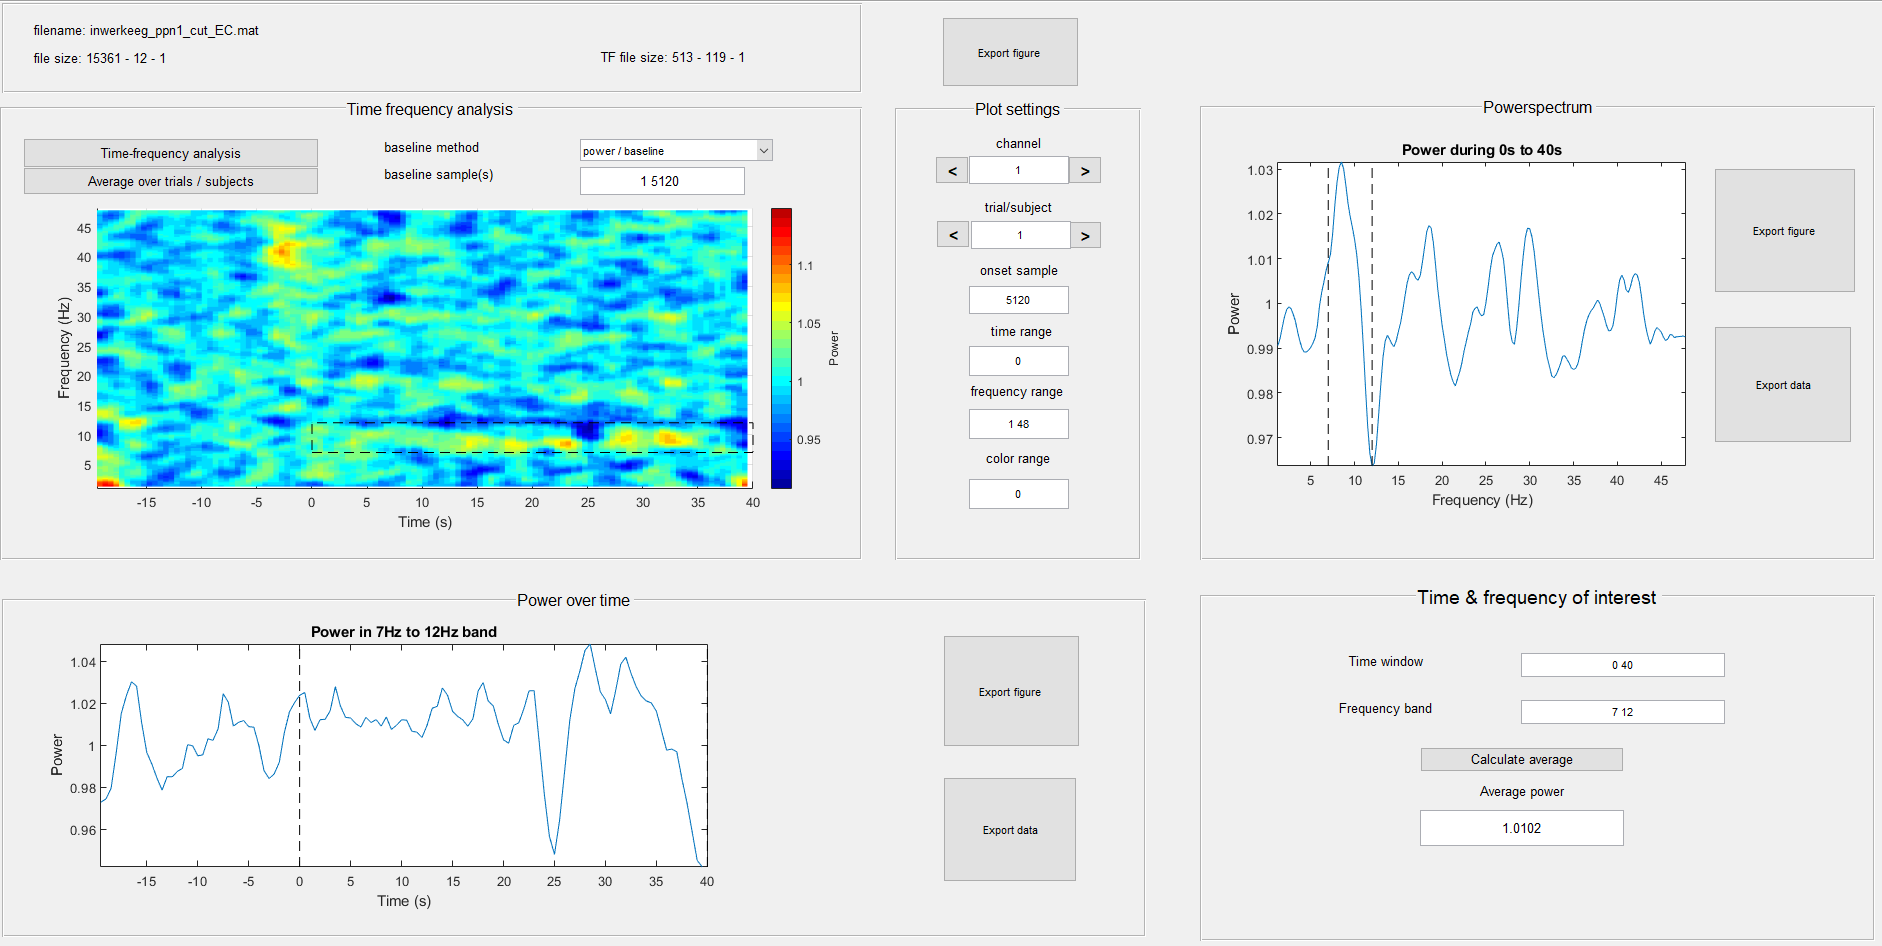 filename: inwerkeeg_ppn1_cut_EC.mat
file size: 15361 - 12 - 1
TF file size: 513 - 119 - 1
Export figure
Time frequency analysis
Time-frequency analysis
Average over trials / subjects
baseline method
power / baseline
baseline sample(s)
1 5120
Frequency (Hz)
45
40
35
30
25
20
15
10
5
-15 -10 -5 0 5 10 15 20 25 30 35 40
Time (s)
1.1
1.05
1
0.95
Power
Plot settings
channel
< 1 >
trial/subject
< 1 >
onset sample
5120
time range
0
frequency range
1 48
color range
0
Powerspectrum
Power during 0s to 40s
Power
1.03
1.02
1.01
1
0.99
0.98
0.97
5 10 15 20 25 30 35 40 45
Frequency (Hz)
Export figure
Export data
Power over time
Power in 7Hz to 12Hz band
Power
1.04
1.02
1
0.98
0.96
-15 -10 -5 0 5 10 15 20 25 30 35 40
Time (s)
Export figure
Export data
Time & frequency of interest
Time window
0 40
Frequency band
7 12
Calculate average
Average power
1.0102